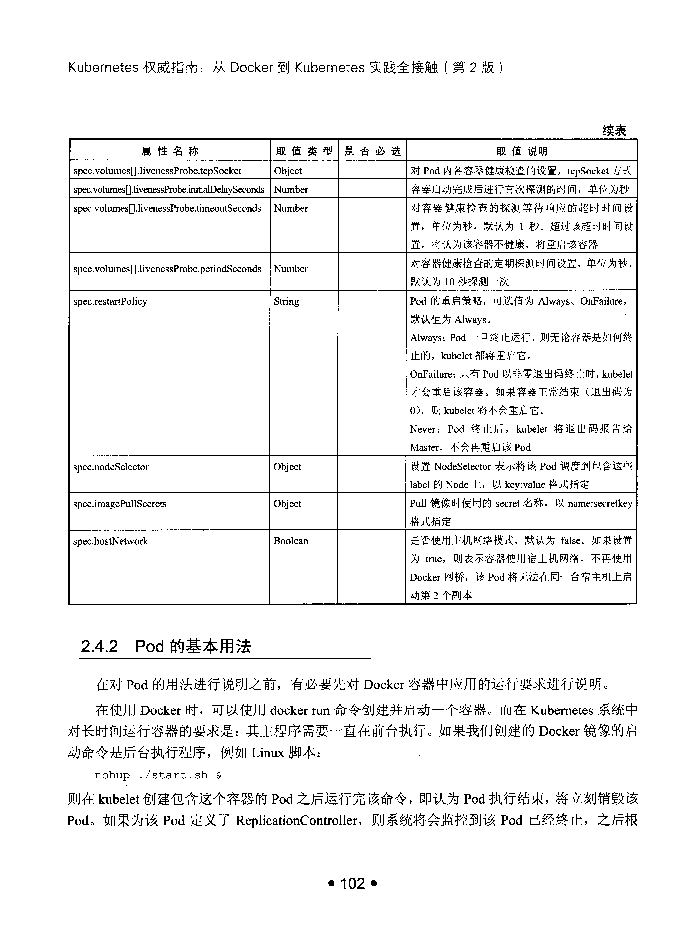 Kubernetes 权威指南：从 Docker 到 Kubernetes 实践全接触（第 2 版）
续表
属 性 名 称 取 值 类 型 是 否 必 选 取 值 说明
spec.volumes[].livenessProbe.tcpSocket Object 对 Pod 内各容器健康检查的设置，tcpSocket 方式
spec.volumes[].livenessProbe.initialDelaySeconds Number 容器启动完成后进行首次探测的时间，单位为秒
spec.volumes[].livenessProbe.timeoutSeconds Number 对容器健康检查的探测等待响应的超时时间设
置，单位为秒，默认为 1 秒。超过该超时时间设
置，将认为该容器不健康，将重启该容器
spec.volumes[].livenessProbe.periodSeconds Number 对容器健康检查的定期探测时间设置，单位为秒，
默认为 10 秒探测一次
spec.restartPolicy String Pod 的重启策略，可选值为 Always、OnFailure，
默认值为 Always。
Always：Pod 一旦终止运行，则无论容器是如何终
止的，kubelet 都将重启它。
OnFailure：只有 Pod 以非零退出码终止时，kubelet
才会重启该容器。如果容器正常结束（退出码为
0），则 kubelet 将不会重启它。
Never：Pod 终止后，kubelet 将退出码报告给
Master，不会再重启该 Pod
spec.nodeSelector Object 设置 NodeSelector 表示将该 Pod 调度到包含这些
label 的 Node 上，以 key:value 格式指定
spec.imagePullSecrets Object Pull 镜像时使用的 secret 名称，以 name:secretkey
格式指定
spec.hostNetwork Boolean 是否使用主机网络模式，默认为 false。如果设置
为 true，则表示容器使用宿主机网络，不再使用
Docker 网桥，该 Pod 将无法在同一台宿主机上启
动第 2 个副本
2.4.2 Pod 的基本用法
在对 Pod 的用法进行说明之前，有必要先对 Docker 容器中应用的运行要求进行说明。
在使用 Docker 时，可以使用 docker run 命令创建并启动一个容器。而在 Kubernetes 系统中
对长时间运行容器的要求是：其主程序需要一直在前台执行。如果我们创建的 Docker 镜像的启
动命令是后台执行程序，例如 Linux 脚本：
nohup ./start.sh &
则在 kubelet 创建包含这个容器的 Pod 之后运行完该命令，即认为 Pod 执行结束，将立刻销毁该
Pod。如果为该 Pod 定义了 ReplicationController，则系统将会监控到该 Pod 已经终止，之后根
• 102 •